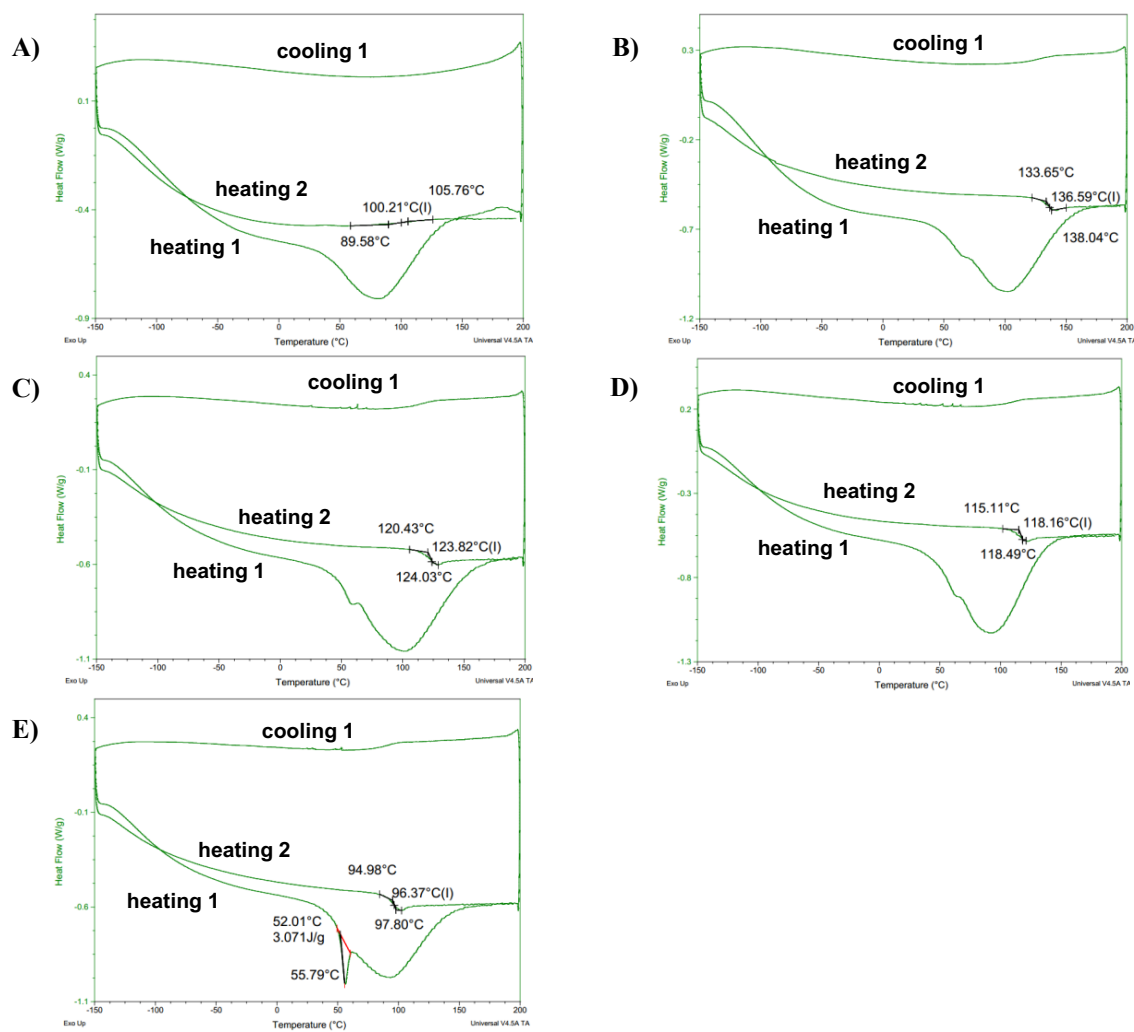 A)
cooling 1
heating 2
heating 1
105.76°C
100.21°C(I)
89.58°C
0.1
-0.4
-0.9
Heat Flow (W/g)
-150
-100
-50
0
50
100
150
200
Exo Up
Temperature (°C)
Universal V4.5A TA
B)
cooling 1
heating 2
heating 1
133.65°C
136.59°C(I)
138.04°C
0.3
-0.2
-0.7
-1.2
Heat Flow (W/g)
-150
-100
-50
0
50
100
150
200
Exo Up
Temperature (°C)
Universal V4.5A TA
C)
cooling 1
heating 2
heating 1
120.43°C
123.82°C(I)
124.03°C
0.4
-0.1
-0.6
-1.1
Heat Flow (W/g)
-150
-100
-50
0
50
100
150
200
Exo Up
Temperature (°C)
Universal V4.5A TA
D)
cooling 1
heating 2
heating 1
115.11°C
118.16°C(I)
118.49°C
0.2
-0.3
-0.8
-1.3
Heat Flow (W/g)
-150
-100
-50
0
50
100
150
200
Exo Up
Temperature (°C)
Universal V4.5A TA
E)
cooling 1
heating 2
heating 1
94.98°C
96.37°C(I)
97.80°C
52.01°C
3.071J/g
55.79°C
0.4
-0.1
-0.6
-1.1
Heat Flow (W/g)
-150
-100
-50
0
50
100
150
200
Exo Up
Temperature (°C)
Universal V4.5A TA